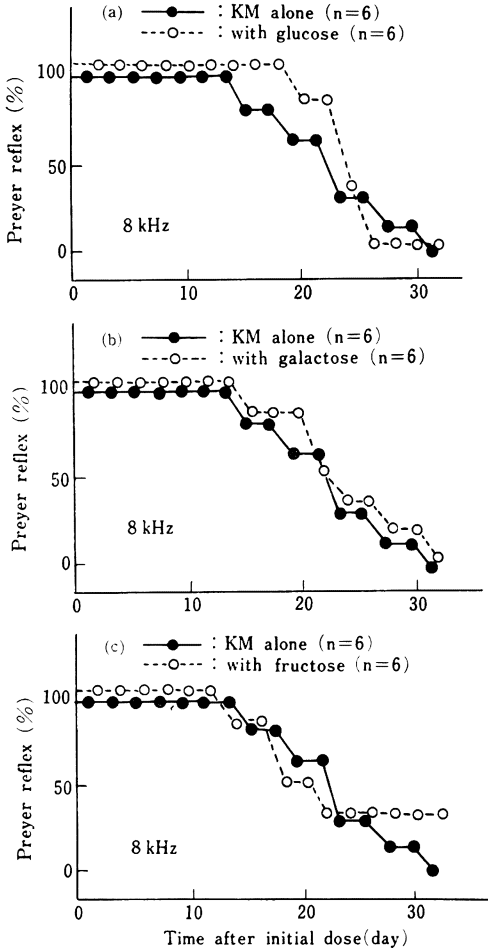 (a) : KM alone (n=6)
: with glucose (n=6)
Preyer reflex (%)
100
50
0
8 kHz
0 10 20 30
(b) : KM alone (n=6)
: with galactose (n=6)
Preyer reflex (%)
100
50
0
8 kHz
0 10 20 30
(c) : KM alone (n=6)
: with fructose (n=6)
Preyer reflex (%)
100
50
0
8 kHz
0 10 20 30
Time after initial dose(day)